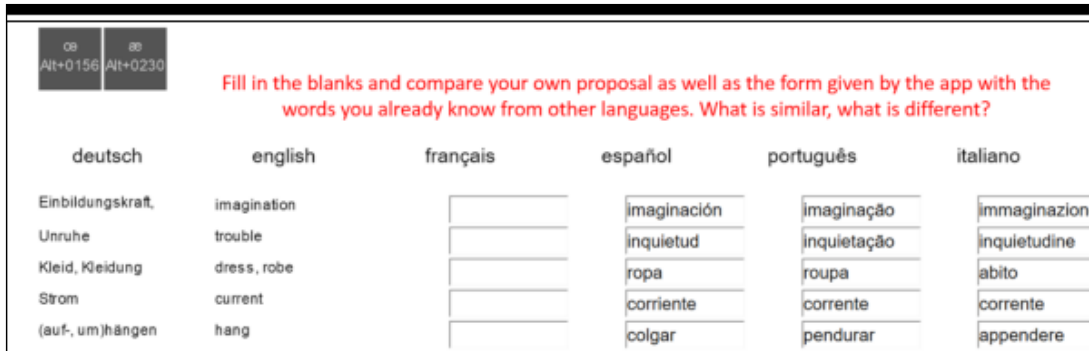 œ æ
Alt+0156 Alt+0230
Fill in the blanks and compare your own proposal as well as the form given by the app with the
words you already know from other languages. What is similar, what is different?
deutsch english français español português italiano
Einbildungskraft, imagination imaginación imaginação immaginazion
Unruhe trouble inquietud inquietação inquietudine
Kleid, Kleidung dress, robe ropa roupa abito
Strom current corriente corrente corrente
(auf-, um)hängen hang colgar pendurar appendere